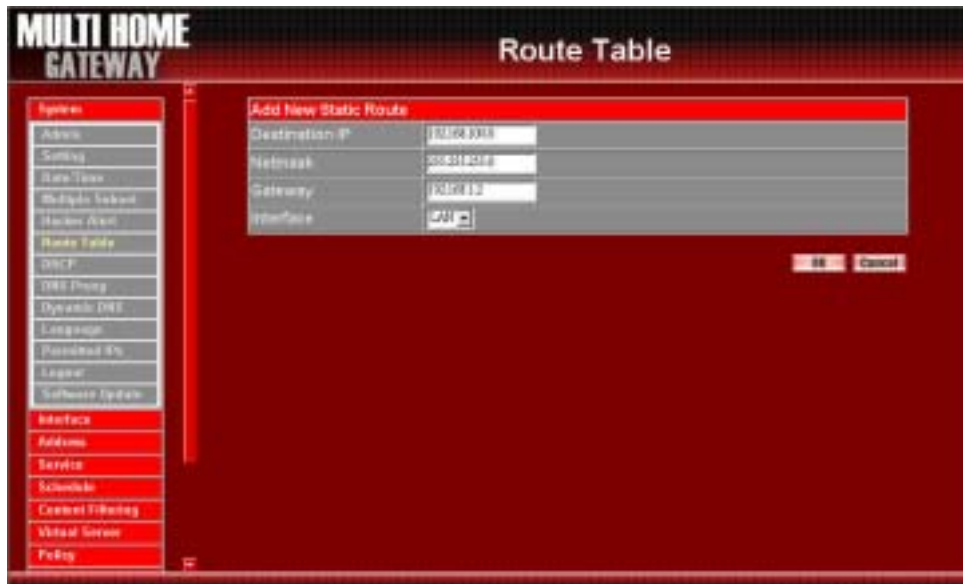 MULTI HOME
GATEWAY
Route Table
System
Admin
Setting
Date/Time
Multiple Subnet
Hacker Alert
Route Table
DHCP
DNS Proxy
Dynamic DNS
Language
Permitted IPs
Logout
Software Update
Interface
Address
Service
Schedule
Content Filtering
Virtual Server
Policy
Add New Static Route
Destination IP
Netmask
Gateway
Interface
LAN
OK
Cancel